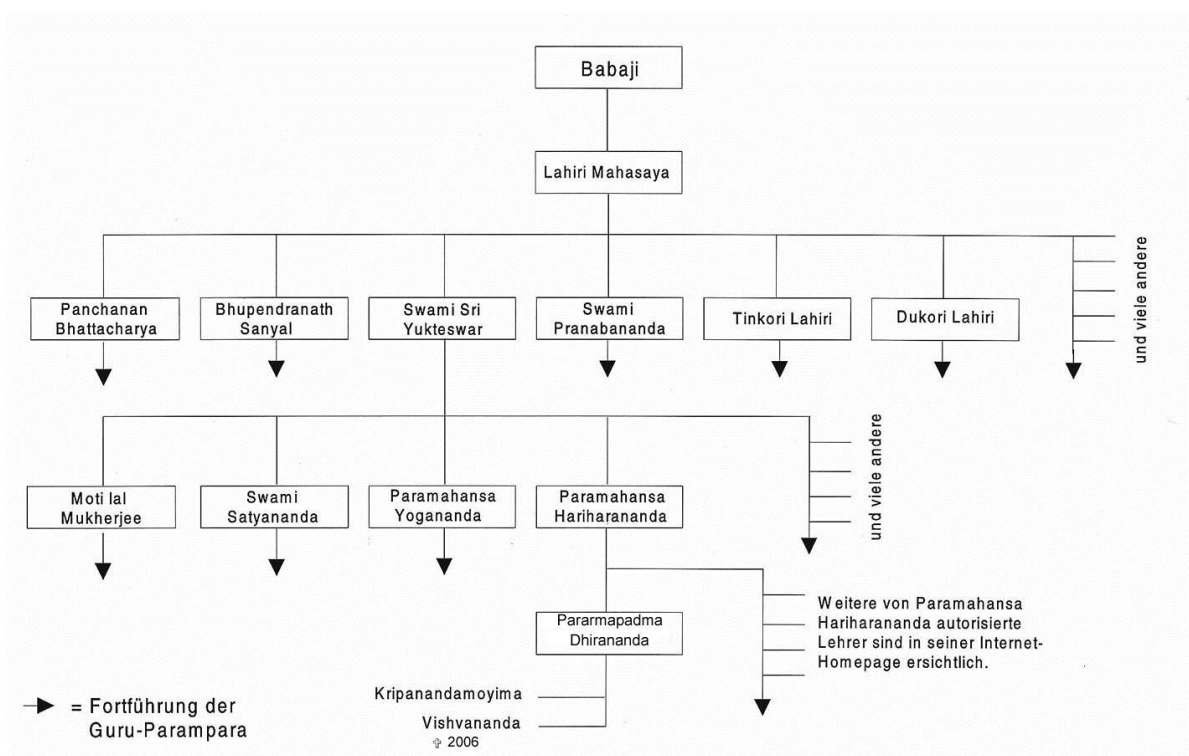 Babaji
Lahiri Mahasaya
Panchanan
Bhattacharya
Bhupendranath
Sanyal
Swami Sri
Yukteswar
Swami
Pranabananda
Tinkori Lahiri
Dukori Lahiri
und viele andere
Moti lal
Mukherjee
Swami
Satyananda
Paramahansa
Yogananda
Paramahansa
Hariharananda
und viele andere
Pararmapadma
Dhirananda
Weitere von Paramahansa
Hariharananda autorisierte
Lehrer sind in seiner Internet-
Homepage ersichtlich.
Kripanandamoyima
Vishvananda
✞ 2006
= Fortführung der
Guru-Parampara